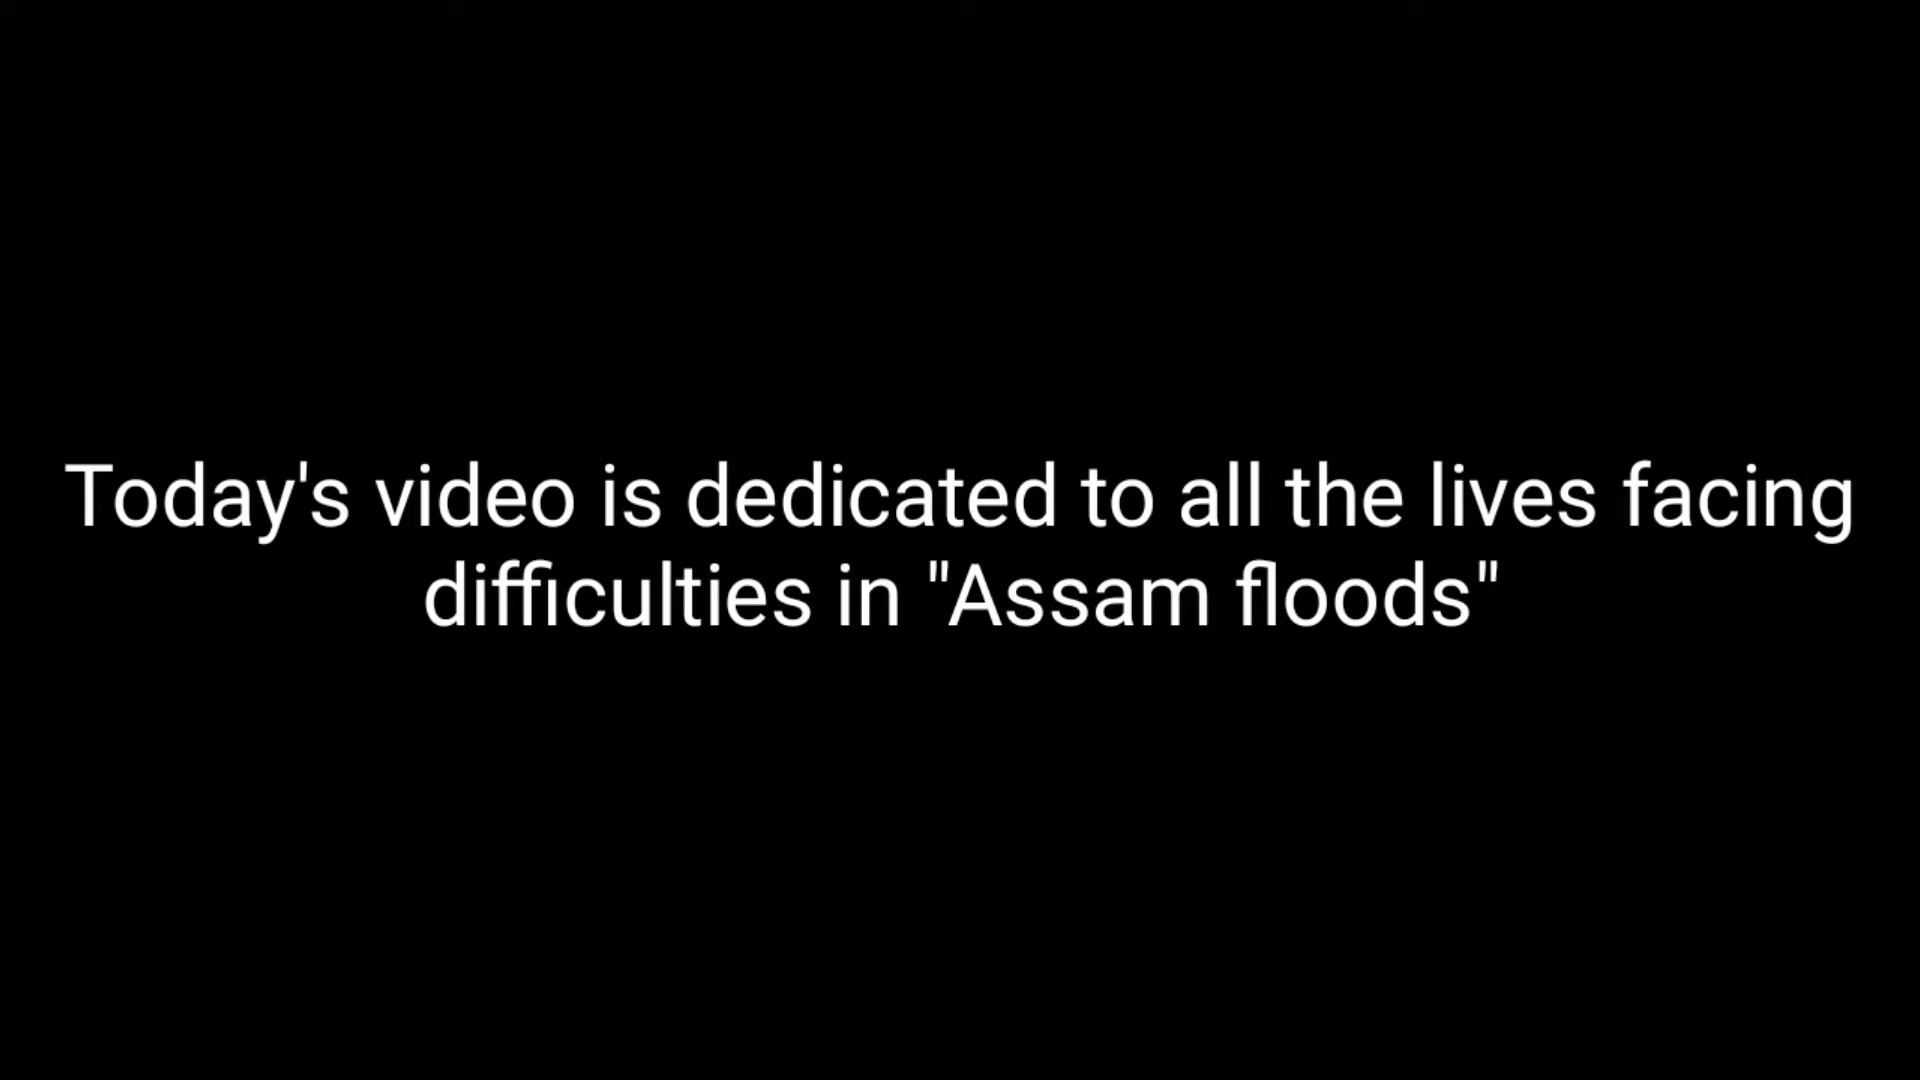 Today's video is dedicated to all the lives facing
difficulties in "Assam floods"